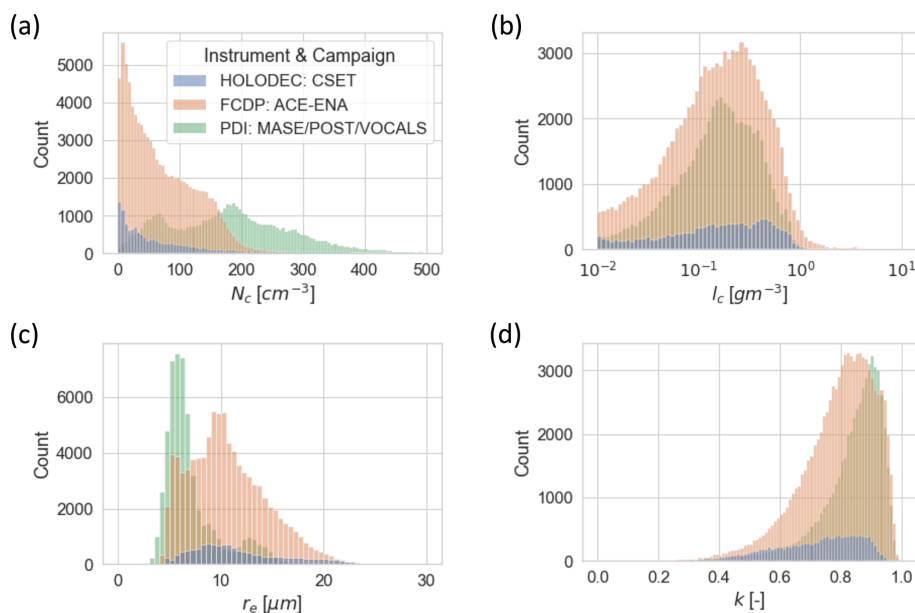 (a)
Instrument & Campaign
HOLODEC: CSET
FCDP: ACE-ENA
PDI: MASE/POST/VOCALS
Count
5000
4000
3000
2000
1000
0
0 100 200 300 400 500
N_c [cm^{-3}]
(b)
Count
3000
2000
1000
0
10^{-2} 10^{-1} 10^0 10^1
l_c [gm^{-3}]
(c)
Count
6000
4000
2000
0
0 10 20 30
r_e [μm]
(d)
Count
3000
2000
1000
0
0.0 0.2 0.4 0.6 0.8 1.0
k [-]